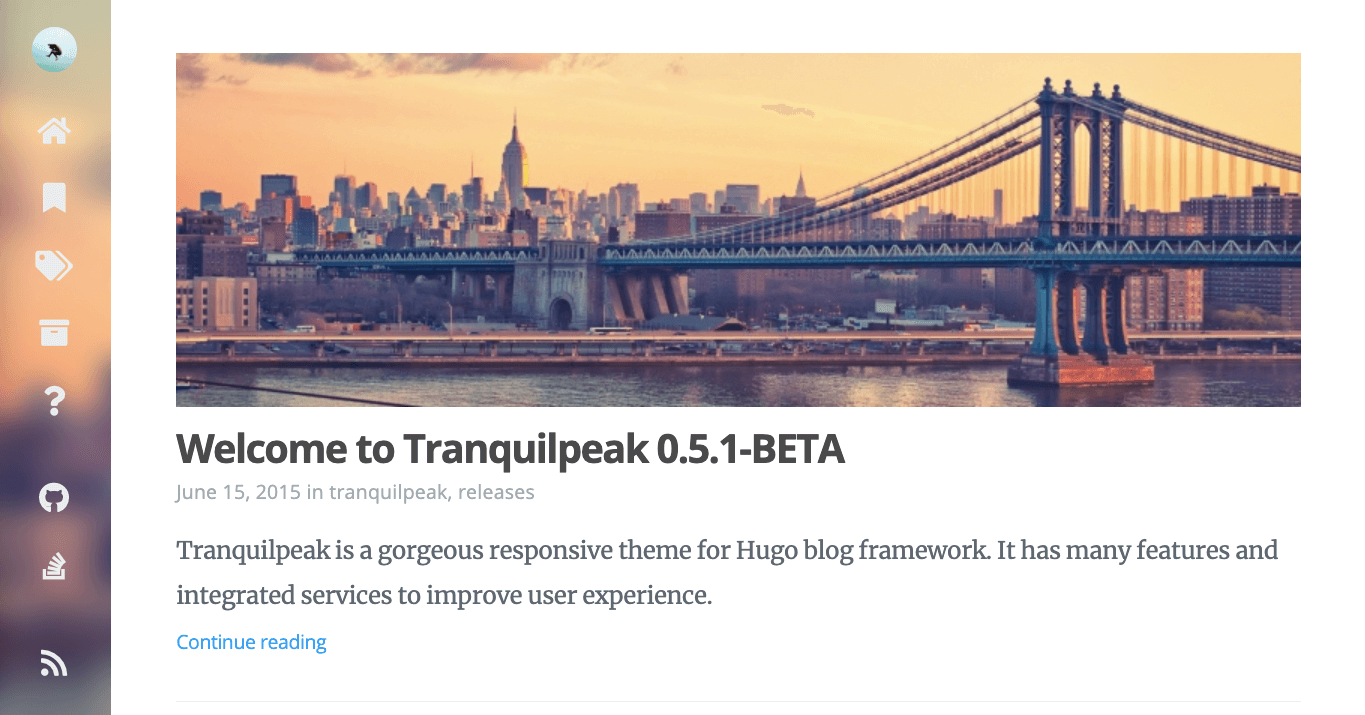 Welcome to Tranquilpeak 0.5.1-BETA
June 15, 2015 in tranquilpeak, releases
Tranquilpeak is a gorgeous responsive theme for Hugo blog framework. It has many features and
integrated services to improve user experience.
Continue reading